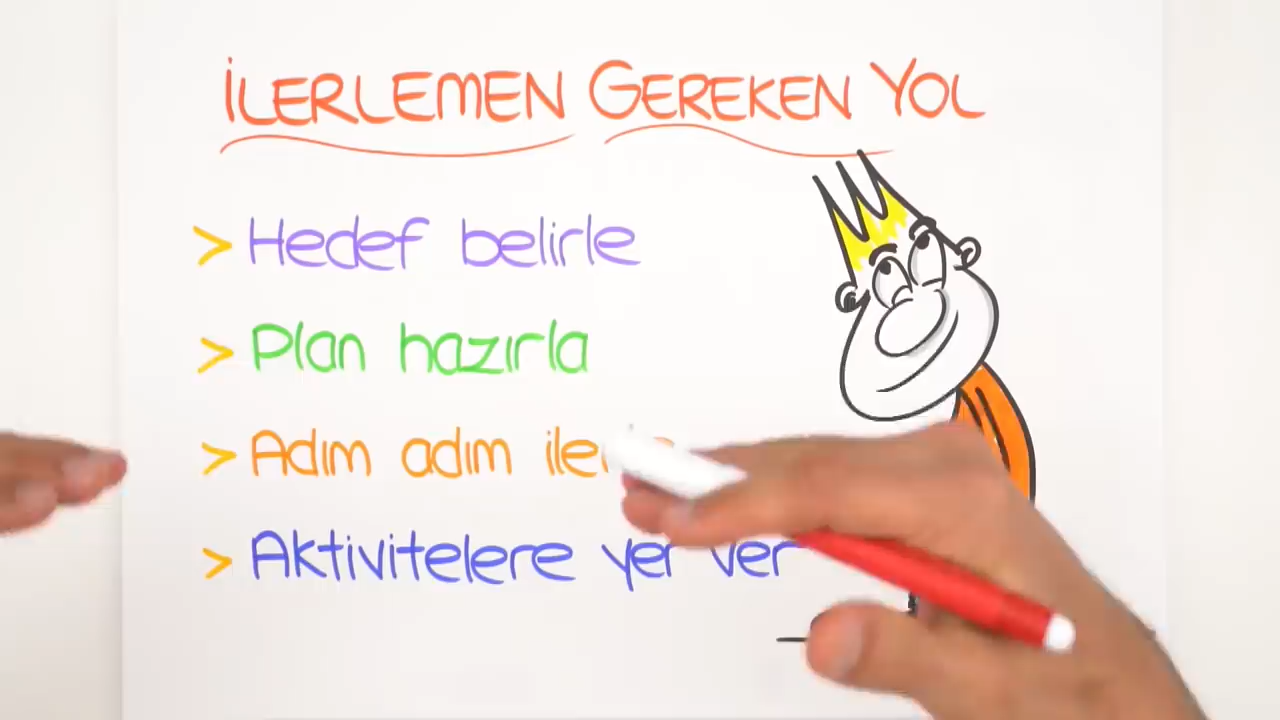 İLERLEMEN GEREKEN YOL
> Hedef belirle
> Plan hazırla
> Adım adım
> Aktivitelere yer ver